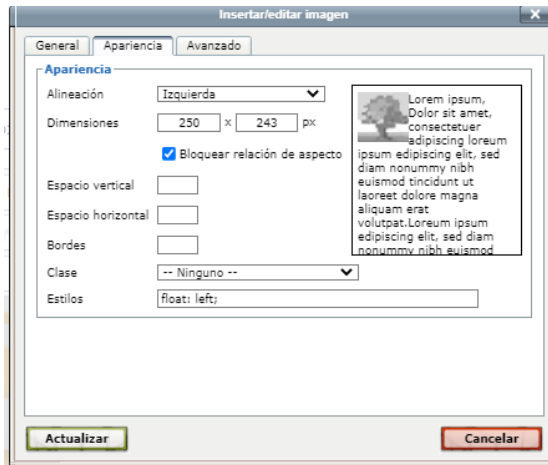 Insertar/editar imagen
X
General Apariencia Avanzado
Apariencia
Alineación Izquierda
Dimensiones 250 x 243 px
Bloquear relación de aspecto
Espacio vertical
Espacio horizontal
Bordes
Clase -- Ninguno --
Estilos float: left;
Lorem ipsum,
Dolor sit amet,
consectetuer
adipiscing loreum
ipsum edipiscing elit, sed
diam nonummy nibh
euismod tincidunt ut
laoreet dolore magna
aliquam erat
volutpat.Loreum ipsum
edipiscing elit, sed diam
nonummy nibh euismod
Actualizar Cancelar